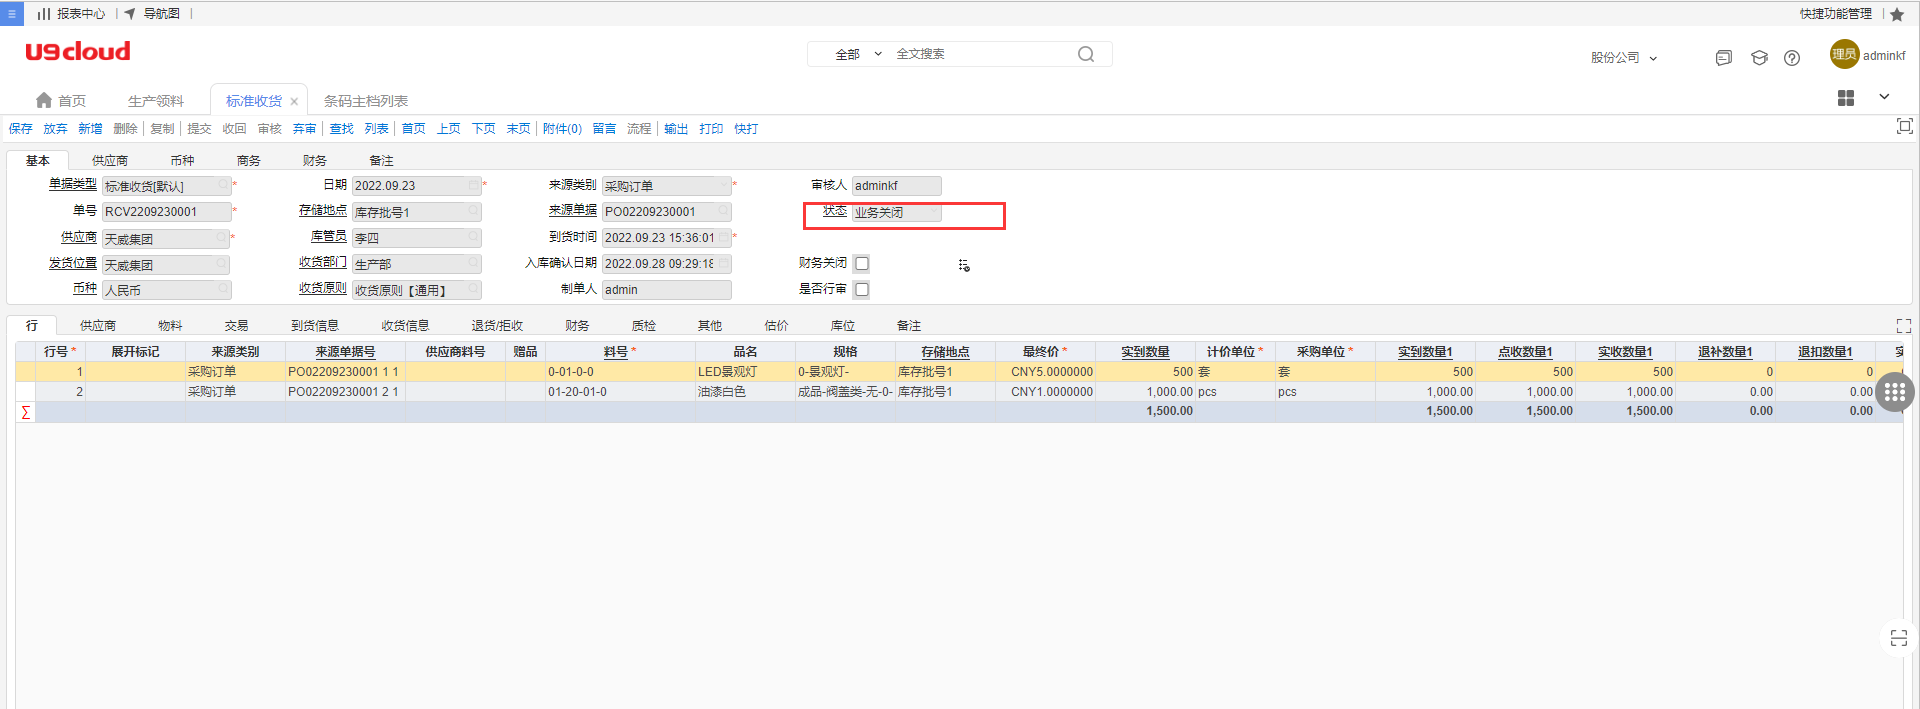 报表中心 | 导航图 | 快捷功能管理 |
U9cloud 全部 全文搜索 股份公司 理员 adminkf
首页 生产领料 标准收货 × 条码主档列表
保存 放弃 新增 删除 复制 提交 收回 审核 弃审 查找 列表 首页 上页 下页 末页 附件(0) 留言 流程 输出 打印 快打
基本 供应商 币种 商务 财务 备注
单据类型 标准收货[默认] * 日期 2022.09.23 * 来源类别 采购订单 * 审核人 adminkf
单号 RCV2209230001 * 存储地点 库存批号1 来源单据 PO02209230001 状态 业务关闭
供应商 天威集团 * 库管员 李四 到货时间 2022.09.23 15:36:01 *
发货位置 天威集团 收货部门 生产部 入库确认日期 2022.09.28 09:29:18 财务关闭
币种 人民币 收货原则 收货原则【通用】 制单人 admin 是否行审
行 供应商 物料 交易 到货信息 收货信息 退货/拒收 财务 质检 其他 估价 库位 备注
行号 * 展开标记 来源类别 来源单据号 供应商料号 赠品 料号 * 品名 规格 存储地点 最终价 * 实到数量 计价单位 * 采购单位 * 实到数量1 点收数量1 实收数量1 退补数量1 退扣数量1
1 采购订单 PO02209230001 1 1 0-01-0-0 LED景观灯 0-景观灯- 库存批号1 CNY5.0000000 500 套 套 500 500 500 0 0
2 采购订单 PO02209230001 2 1 01-20-01-0 油漆白色 成品-阀盖类-无-0- 库存批号1 CNY1.0000000 1,000.00 pcs pcs 1,000.00 1,000.00 1,000.00 0.00 0.00
∑ 1,500.00 1,500.00 1,500.00 1,500.00 0.00 0.00